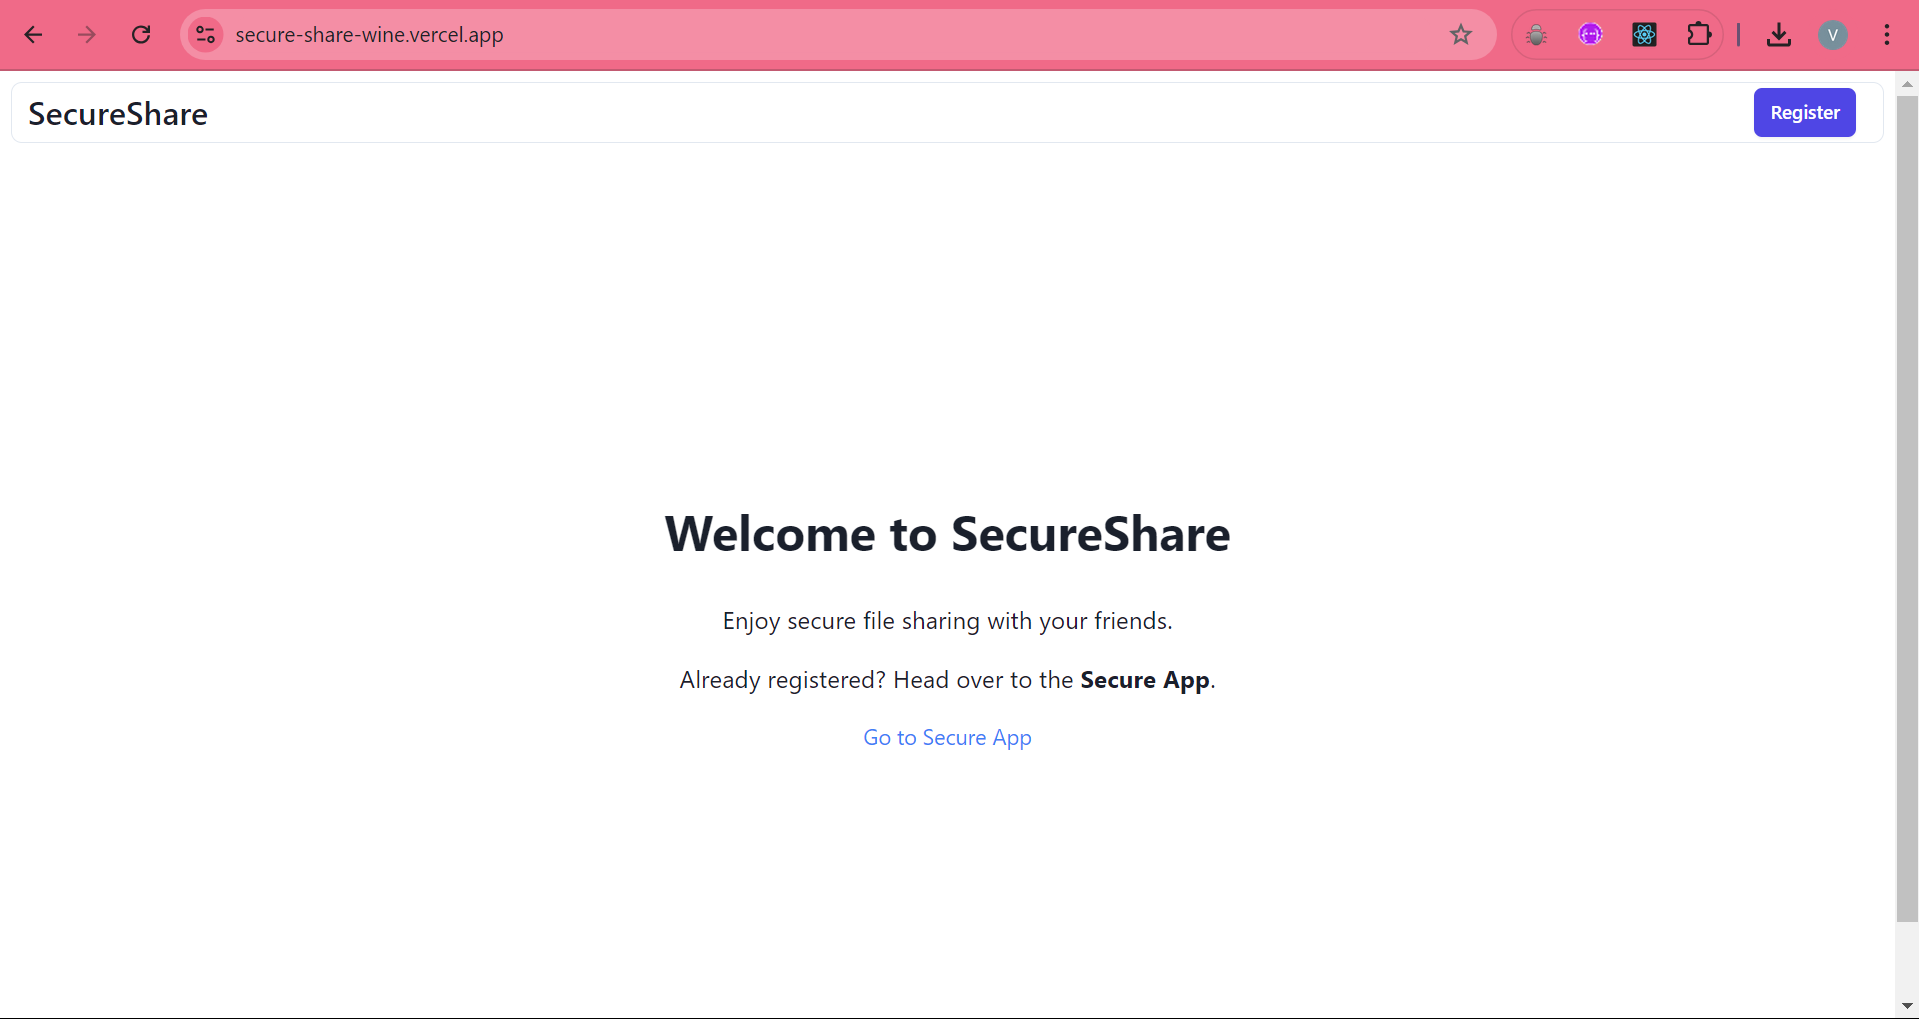 secure-share-wine.vercel.app
V
SecureShare
Register
Welcome to SecureShare
Enjoy secure file sharing with your friends.
Already registered? Head over to the Secure App.
Go to Secure App